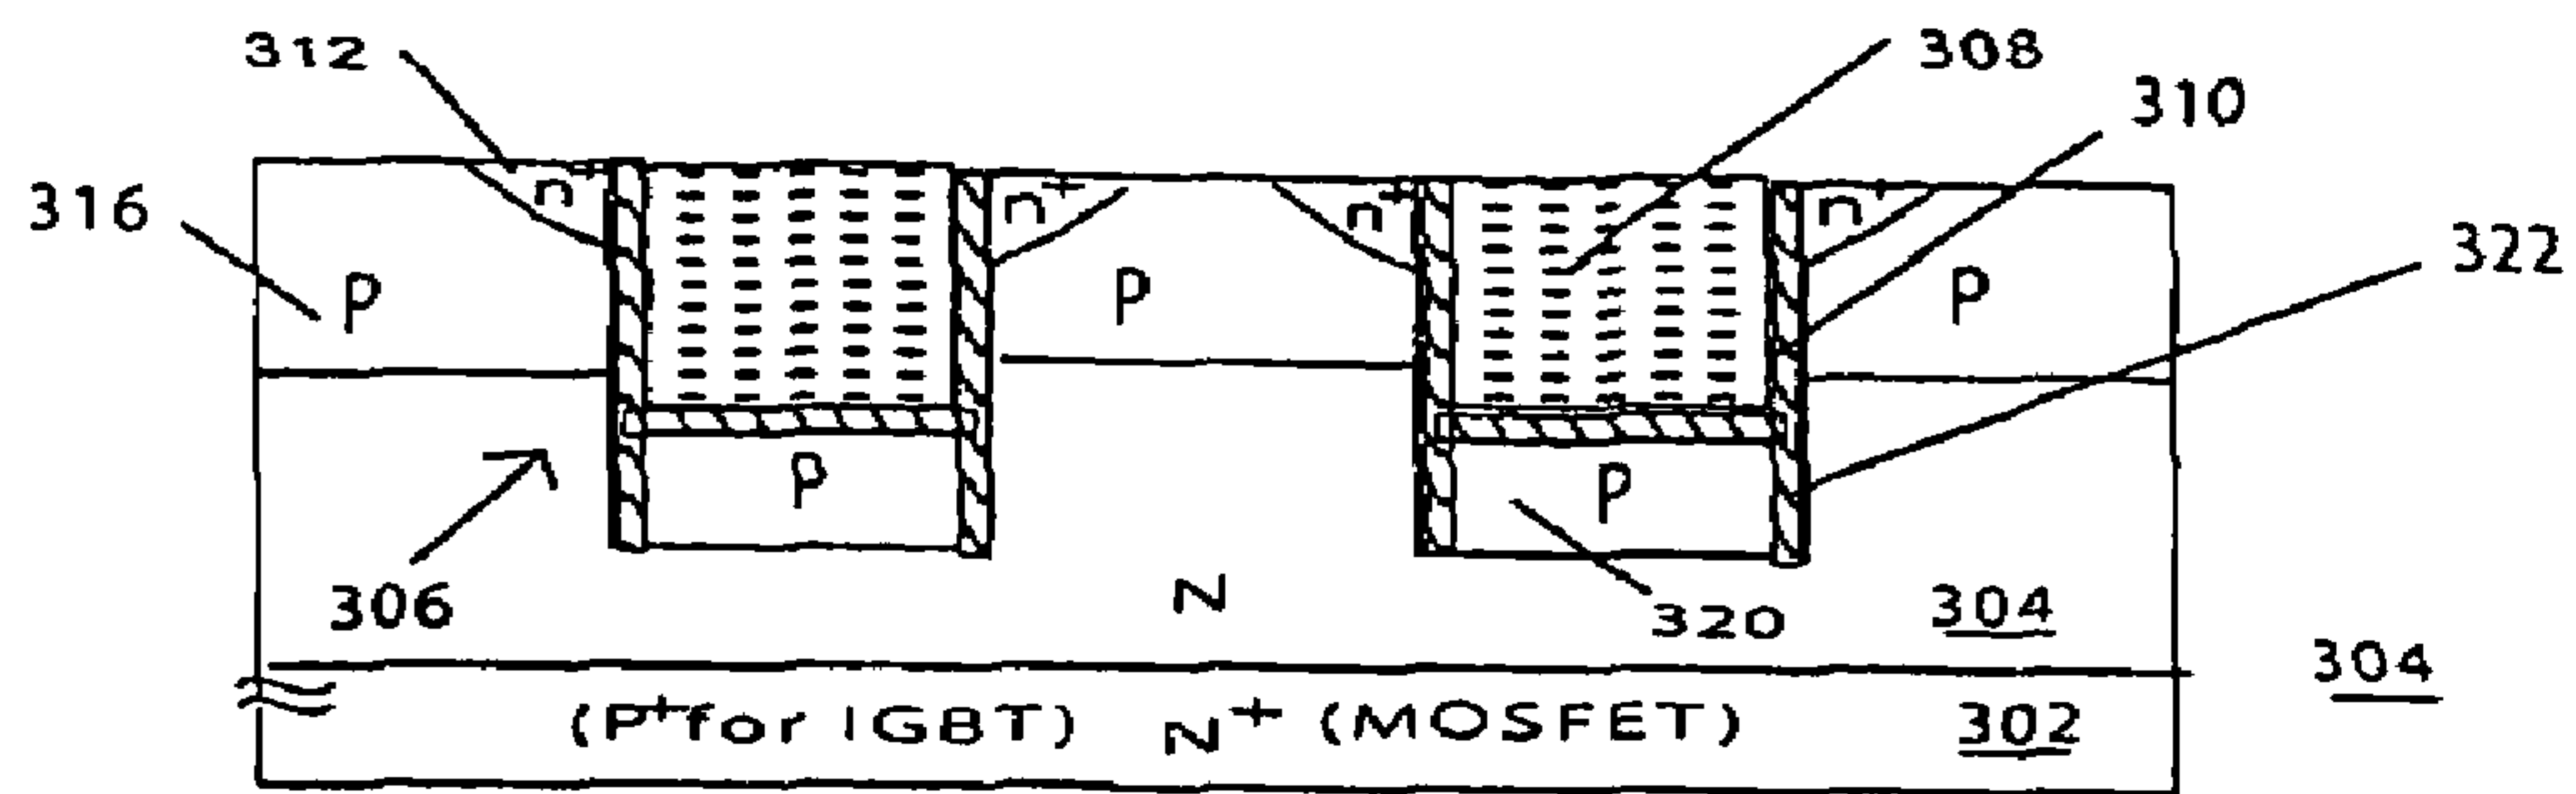 312
308
310
316
n+
n+
n+
n+
322
P
P
P
P
P
306
N
320
304
304
(P+ for IGBT) N+ (MOSFET) 302